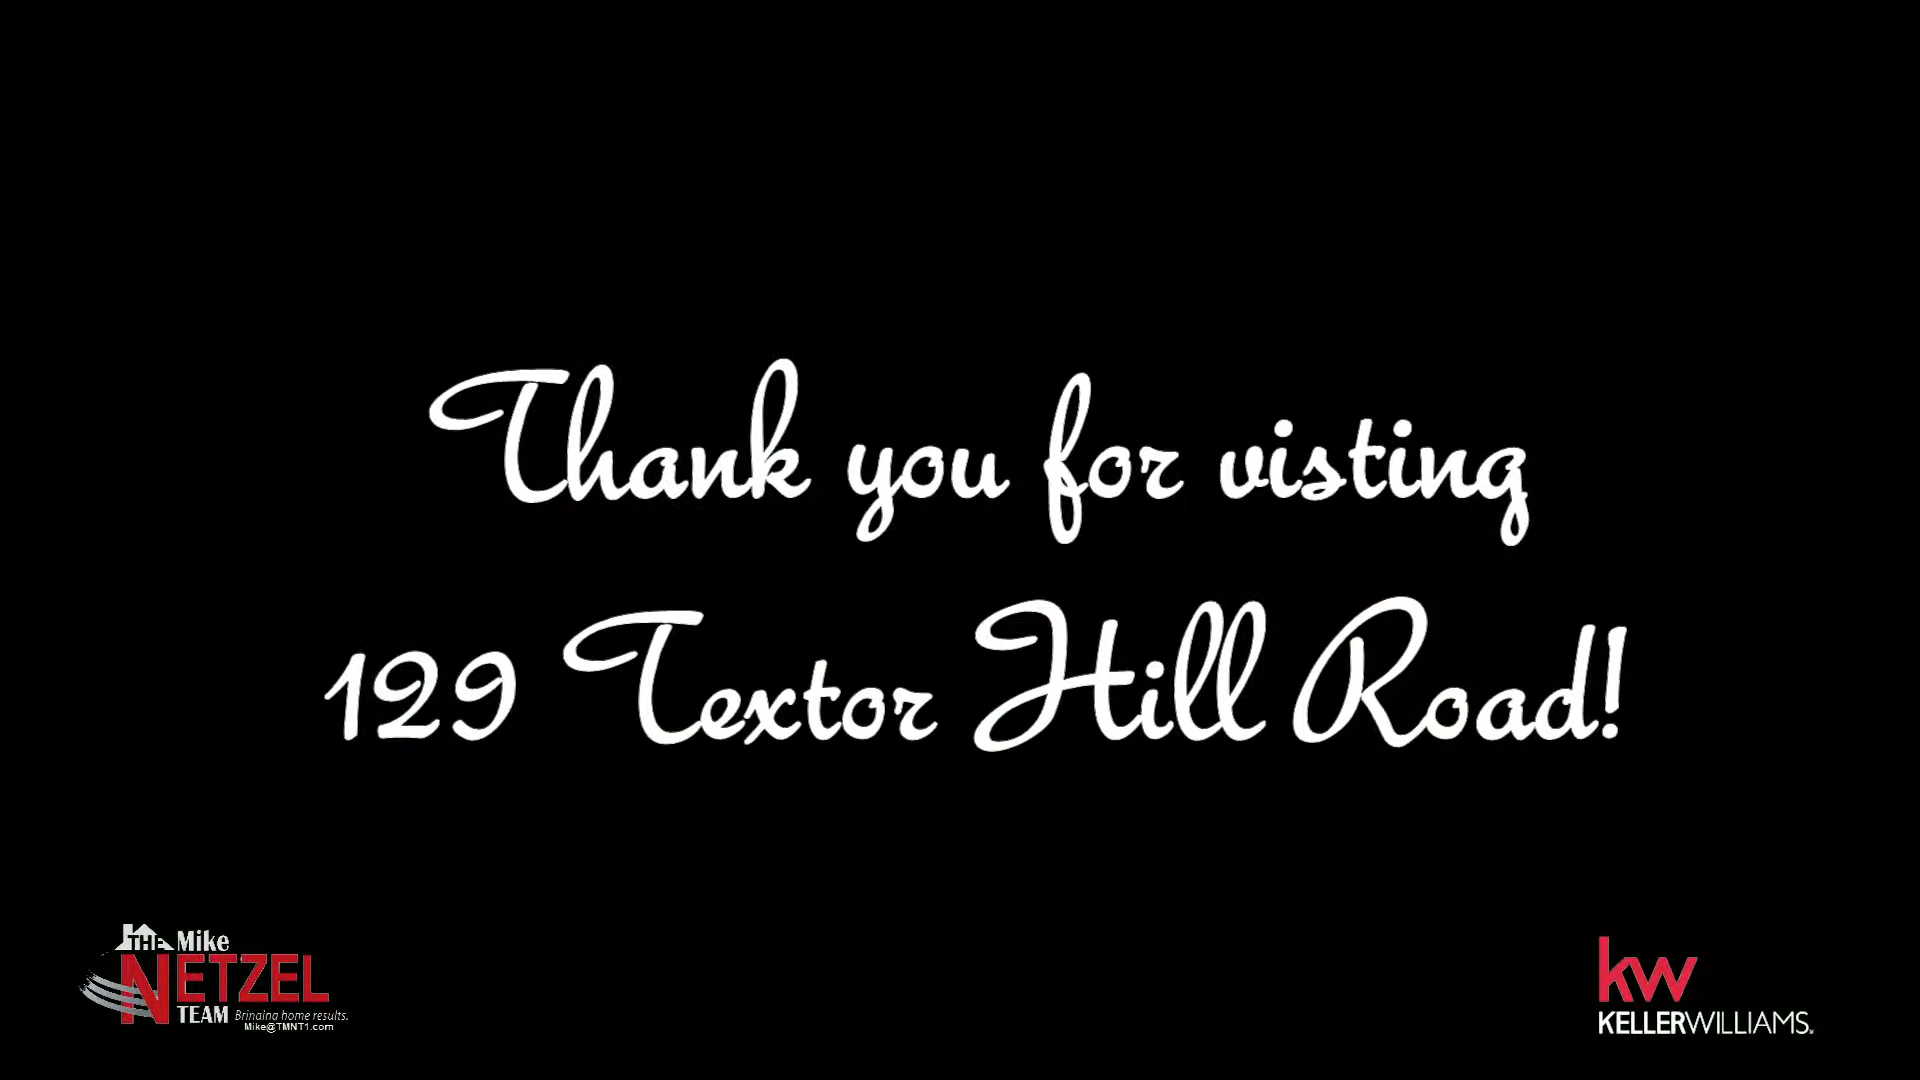 Thank you for visting
129 Textor Hill Road!
THE Mike
NETZEL
TEAM Bringing home results.
Mike@TMNT1.com
kw
KELLERWILLIAMS.